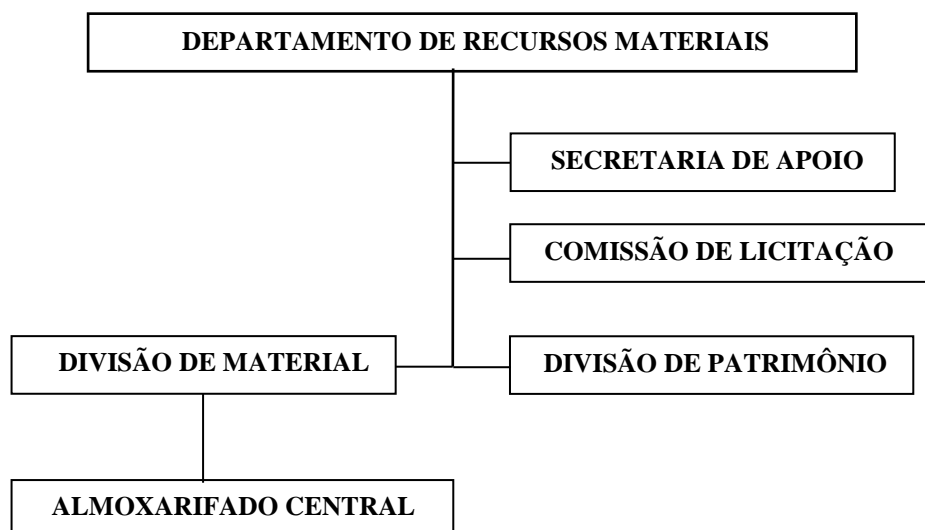 DEPARTAMENTO DE RECURSOS MATERIAIS
SECRETARIA DE APOIO
COMISSÃO DE LICITAÇÃO
DIVISÃO DE MATERIAL
DIVISÃO DE PATRIMÔNIO
ALMOXARIFADO CENTRAL